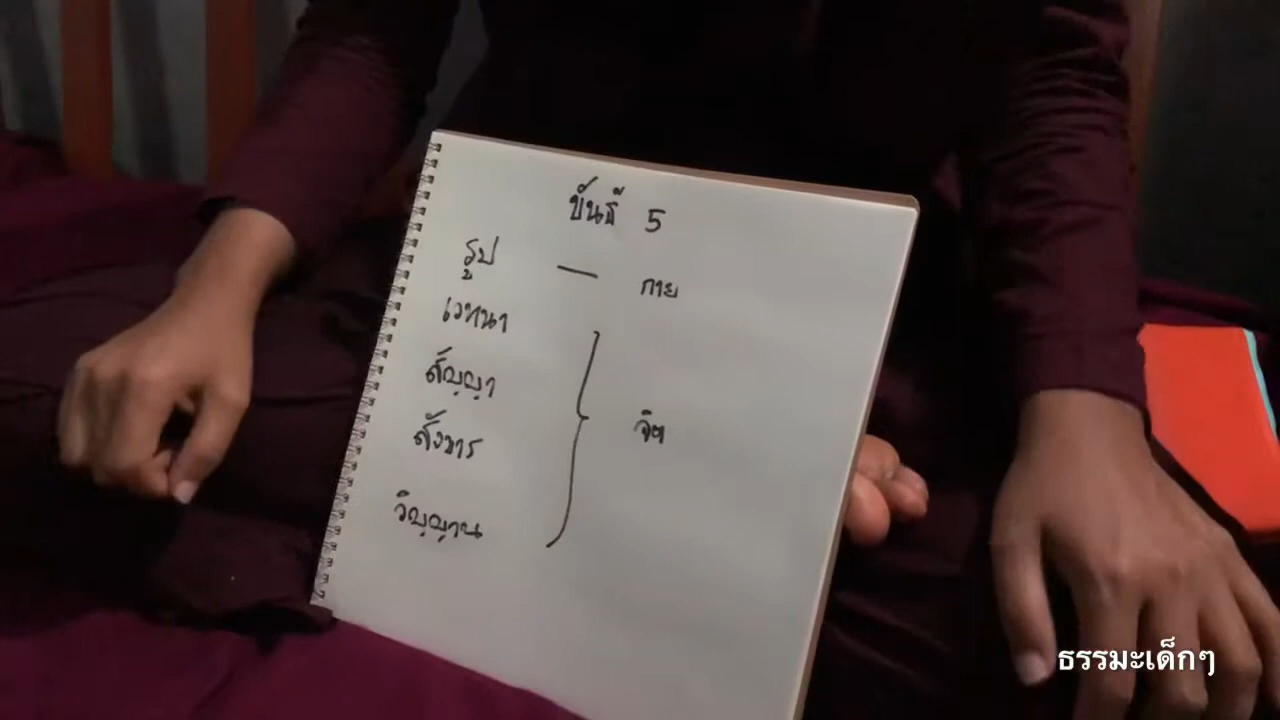 ขันธ์ 5
รูป — กาย
เวทนา
สัญญา
สังขาร
วิญญาน
จิต
ธรรมะเด็กๆ